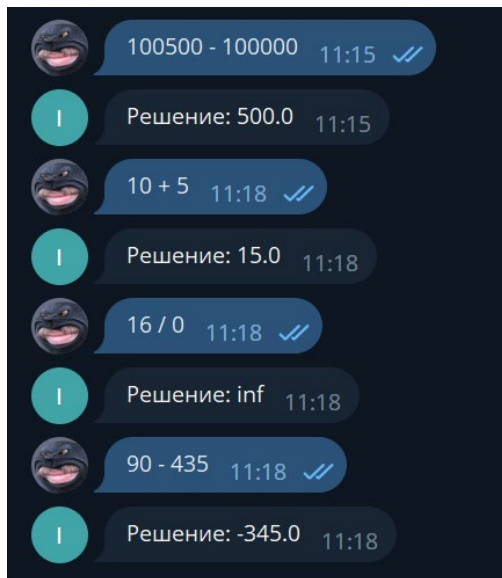 100500 - 100000 11:15
I
Решение: 500.0 11:15
10 + 5 11:18
I
Решение: 15.0 11:18
16 / 0 11:18
I
Решение: inf 11:18
90 - 435 11:18
I
Решение: -345.0 11:18